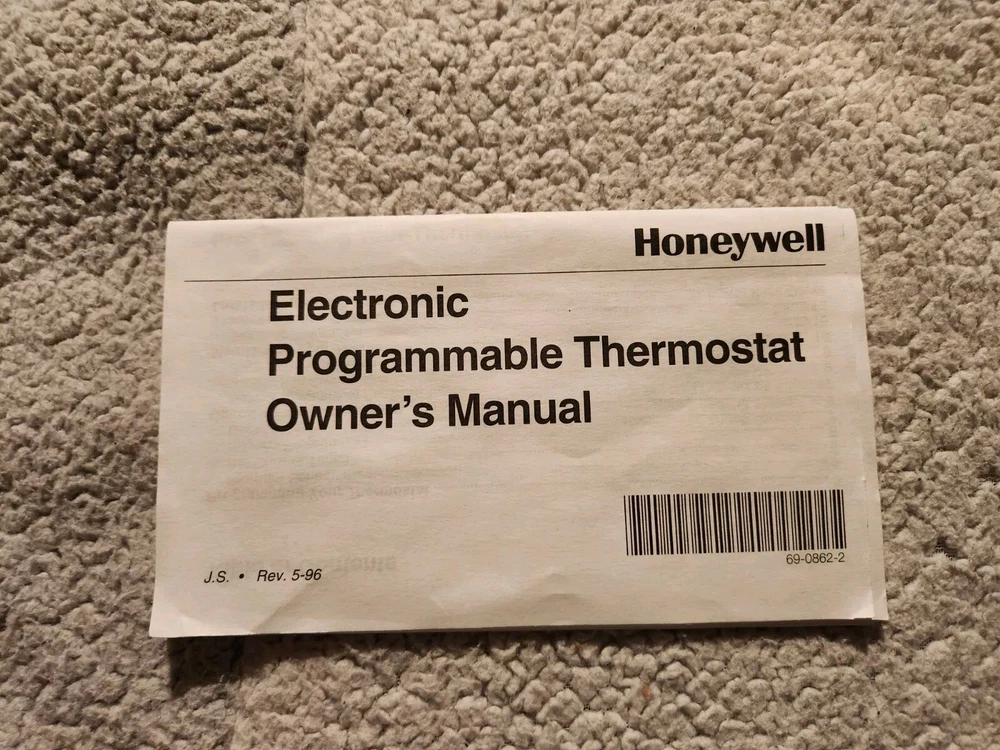 Honeywell
Electronic
Programmable Thermostat
Owner's Manual
69-0862-2
J.S. • Rev. 5-96